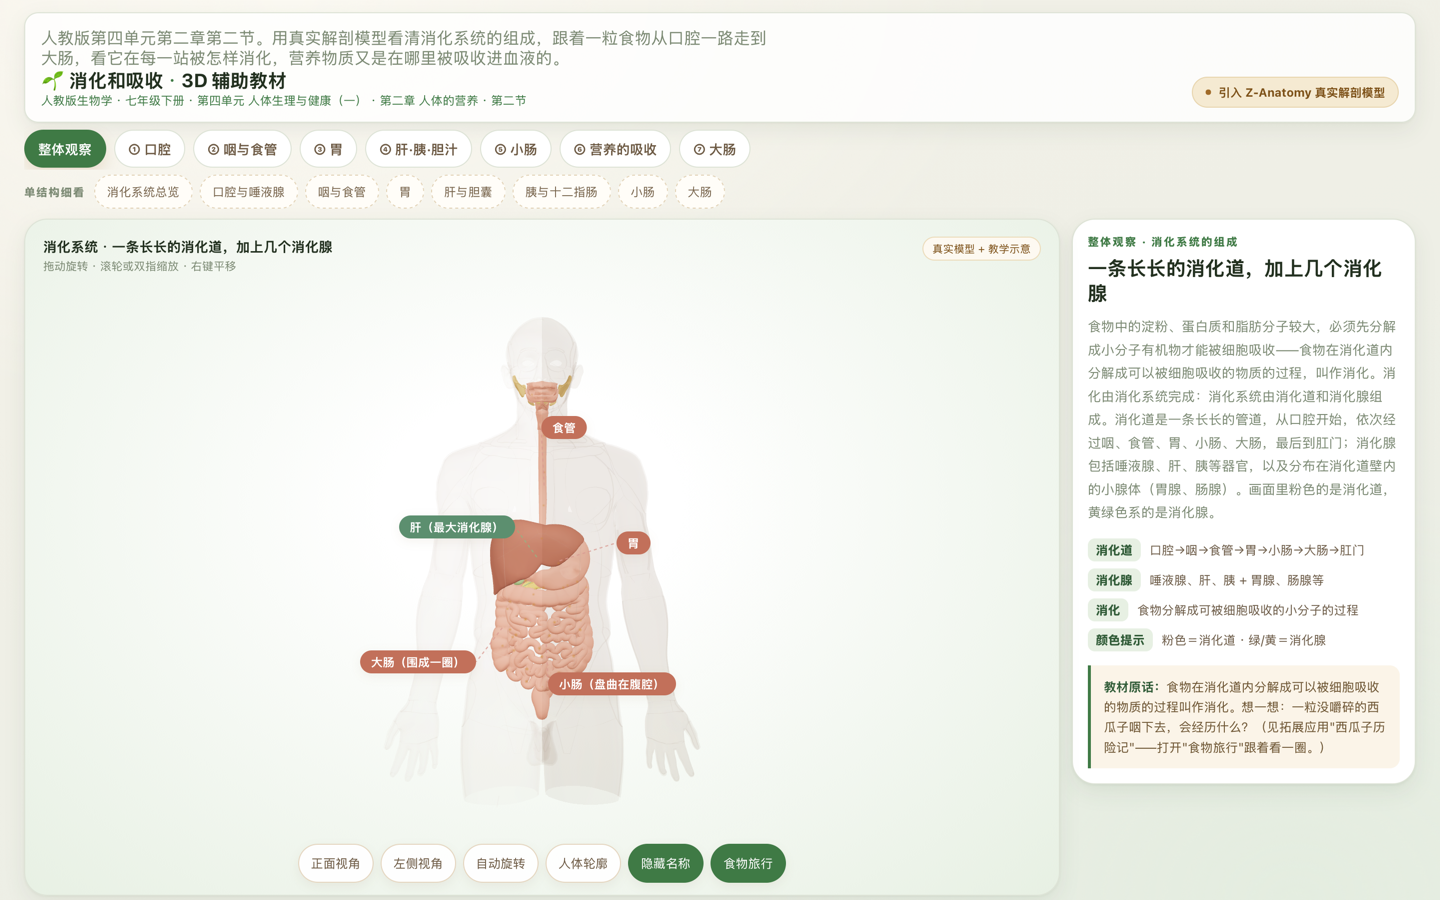 人教版第四单元第二章第二节。用真实解剖模型看清消化系统的组成，跟着一粒食物从口腔一路走到
大肠，看它在每一站被怎样消化，营养物质又是在哪里被吸收进血液的。
🌱 消化和吸收 · 3D 辅助教材
人教版生物学 · 七年级下册 · 第四单元 人体生理与健康（一） · 第二章 人体的营养 · 第二节
引入 Z-Anatomy 真实解剖模型
整体观察 ① 口腔 ② 咽与食管 ③ 胃 ④ 肝·胰·胆汁 ⑤ 小肠 ⑥ 营养的吸收 ⑦ 大肠
单结构细看 消化系统总览 口腔与唾液腺 咽与食管 胃 肝与胆囊 胰与十二指肠 小肠 大肠
消化系统 · 一条长长的消化道，加上几个消化腺
拖动旋转 · 滚轮或双指缩放 · 右键平移
真实模型 + 教学示意
食管
肝（最大消化腺）
胃
大肠（围成一圈）
小肠（盘曲在腹腔）
正面视角 左侧视角 自动旋转 人体轮廓 隐藏名称 食物旅行
整体观察 · 消化系统的组成
一条长长的消化道，加上几个消化
腺
食物中的淀粉、蛋白质和脂肪分子较大，必须先分解
成小分子有机物才能被细胞吸收——食物在消化道内
分解成可以被细胞吸收的物质的过程，叫作消化。消
化由消化系统完成：消化系统由消化道和消化腺组
成。消化道是一条长长的管道，从口腔开始，依次经
过咽、食管、胃、小肠、大肠，最后到肛门；消化腺
包括唾液腺、肝、胰等器官，以及分布在消化道壁内
的小腺体（胃腺、肠腺）。画面里粉色的是消化道，
黄绿色系的是消化腺。
消化道 口腔→咽→食管→胃→小肠→大肠→肛门
消化腺 唾液腺、肝、胰 + 胃腺、肠腺等
消化 食物分解成可被细胞吸收的小分子的过程
颜色提示 粉色＝消化道 · 绿/黄＝消化腺
教材原话：食物在消化道内分解成可以被细胞吸收
的物质的过程叫作消化。想一想：一粒没嚼碎的西
瓜子咽下去，会经历什么？（见拓展应用"西瓜子历
险记"——打开"食物旅行"跟着看一圈。）